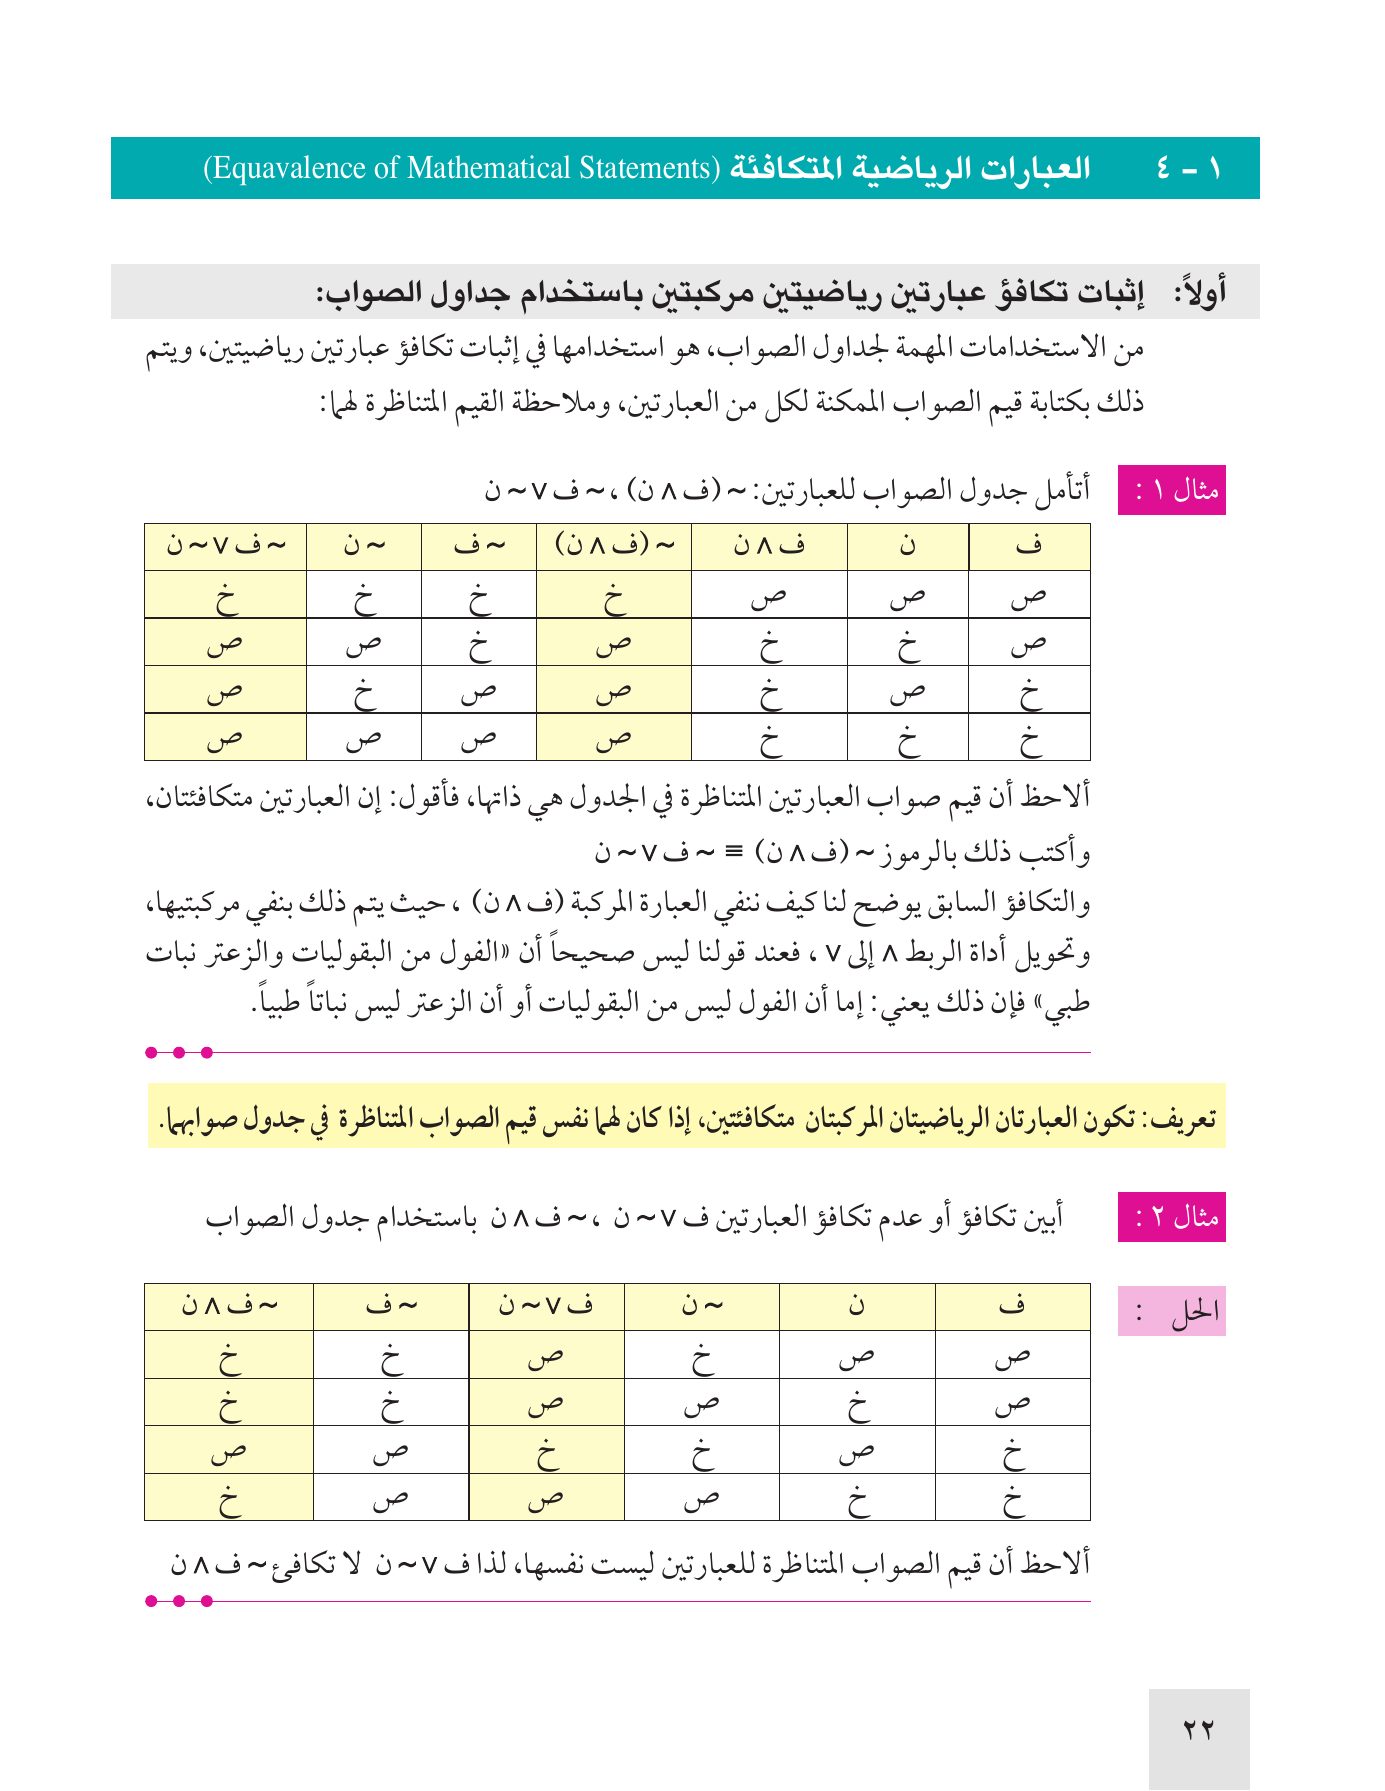 ١ - ٤ العبارات الرياضية المتكافئة (Equavalence of Mathematical Statements)
أولاً: إثبات تكافؤ عبارتين رياضيتين مركبتين باستخدام جداول الصواب:
من الاستخدامات المهمة لجداول الصواب، هو استخدامها في إثبات تكافؤ عبارتين رياضيتين، ويتم
ذلك بكتابة قيم الصواب الممكنة لكل من العبارتين، وملاحظة القيم المتناظرة لهما:
مثال ١ : أتأمل جدول الصواب للعبارتين: ~ (ف ∧ ن) ، ~ ف ∨ ~ ن
ف ن ف ∧ ن ~ (ف ∧ ن) ~ ف ~ ن ~ ف ∨ ~ ن
ص ص ص خ خ خ خ
ص خ خ ص خ ص ص
خ ص خ ص ص خ ص
خ خ خ ص ص ص ص
ألاحظ أن قيم صواب العبارتين المتناظرة في الجدول هي ذاتها، فأقول: إن العبارتين متكافئتان،
وأكتب ذلك بالرموز ~ (ف ∧ ن) ≡ ~ ف ∨ ~ ن
والتكافؤ السابق يوضح لنا كيف ننفي العبارة المركبة (ف ∧ ن) ، حيث يتم ذلك بنفي مركبتيها،
وتحويل أداة الربط ∧ إلى ∨ ، فعند قولنا ليس صحيحاً أن «الفول من البقوليات والزعتر نبات
طبي» فإن ذلك يعني: إما أن الفول ليس من البقوليات أو أن الزعتر ليس نباتاً طبياً.
تعريف: تكون العبارتان الرياضيتان المركبتان متكافئتين، إذا كان لهما نفس قيم الصواب المتناظرة في جدول صوابهما.
مثال ٢ : أبين تكافؤ أو عدم تكافؤ العبارتين ف ∨ ~ ن ، ~ ف ∧ ن باستخدام جدول الصواب
الحل :
ف ن ~ ن ف ∨ ~ ن ~ ف ~ ف ∧ ن
ص ص خ ص خ خ
ص خ ص ص خ خ
خ ص خ خ ص ص
خ خ ص ص ص خ
ألاحظ أن قيم الصواب المتناظرة للعبارتين ليست نفسها، لذا ف ∨ ~ ن لا تكافئ ~ ف ∧ ن
٢٢